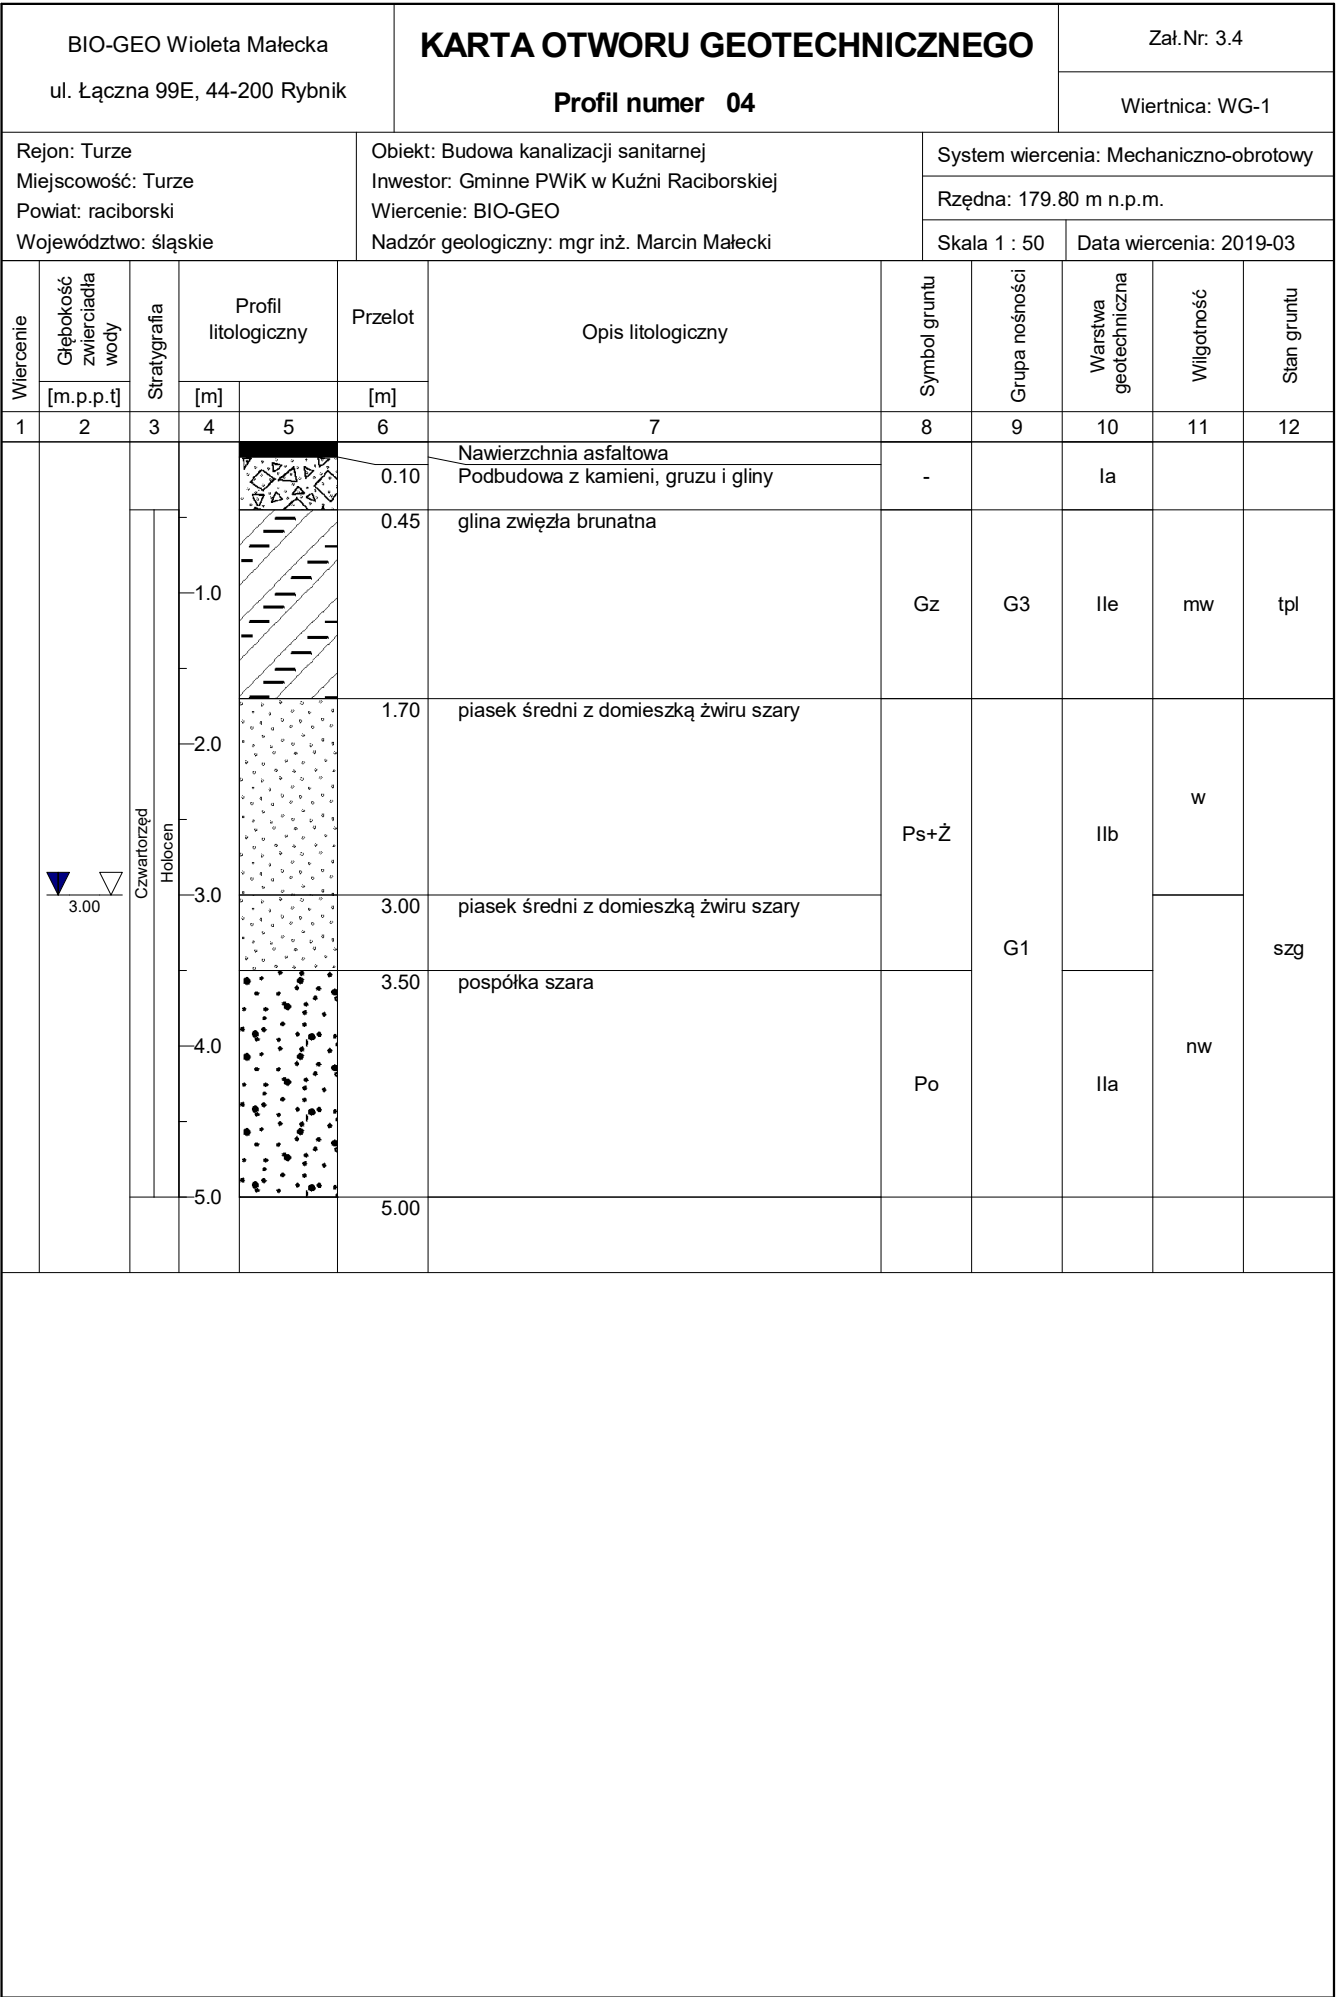 BIO-GEO Wioleta Małecka
ul. Łączna 99E, 44-200 Rybnik
KARTA OTWORU GEOTECHNICZNEGO
Profil numer 04
Zał.Nr: 3.4
Wiertnica: WG-1
Rejon: Turze
Miejscowość: Turze
Powiat: raciborski
Województwo: śląskie
Obiekt: Budowa kanalizacji sanitarnej
Inwestor: Gminne PWiK w Kuźni Raciborskiej
Wiercenie: BIO-GEO
Nadzór geologiczny: mgr inż. Marcin Małecki
System wiercenia: Mechaniczno-obrotowy
Rzędna: 179.80 m n.p.m.
Skala 1 : 50
Data wiercenia: 2019-03
Wiercenie
Głębokość
zwierciadła
wody
[m.p.p.t]
Stratygrafia
Profil
litologiczny
[m]
Przelot
[m]
Opis litologiczny
Symbol gruntu
Grupa nośności
Warstwa
geotechniczna
Wilgotność
Stan gruntu
1 2 3 4 5 6 7 8 9 10 11 12
Nawierzchnia asfaltowa
0.10 Podbudowa z kamieni, gruzu i gliny - Ia
0.45 glina zwięzła brunatna
1.0
Gz G3 IIe mw tpl
1.70 piasek średni z domieszką żwiru szary
2.0
w
Ps+Ż IIb
Czwartorzęd
Holocen
3.0
3.00
3.00 piasek średni z domieszką żwiru szary
G1 szg
3.50 pospółka szara
4.0
nw
Po IIa
5.0
5.00